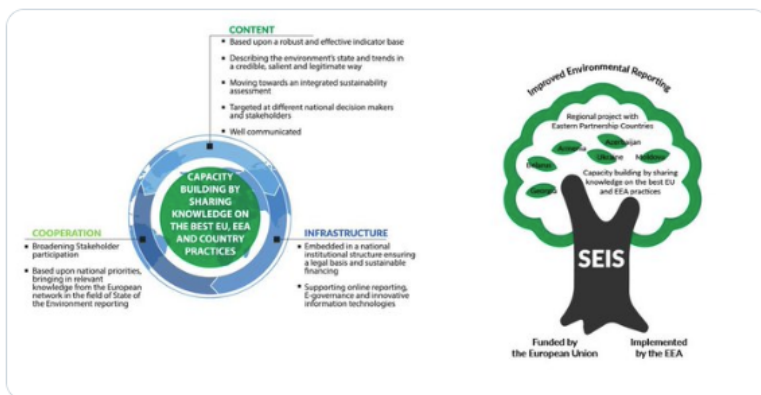 CONTENT
Based upon a robust and effective indicator base
Describing the environment's state and trends in
a credible, salient and legitimate way
Moving towards an integrated sustainability
assessment
Targeted at different national decision makers
and stakeholders
Well communicated
CAPACITY
BUILDING BY
SHARING
KNOWLEDGE ON
THE BEST EU, EEA
AND COUNTRY
PRACTICES
COOPERATION
Broadening Stakeholder
participation
Based upon national priorities,
bringing in relevant
knowledge from the European
network in the field of State of
the Environment reporting
INFRASTRUCTURE
Embedded in a national
institutional structure ensuring
a legal basis and sustainable
financing
Supporting online reporting,
E-governance and innovative
information technologies
Improved Environmental Reporting
Regional project with
Eastern Partnership Countries
Azerbaijan
Armenia
Ukraine
Moldova
Belarus
Georgia
Capacity building by sharing
knowledge on the best EU
and EEA practices
SEIS
Funded by
the European Union
Implemented
by the EEA